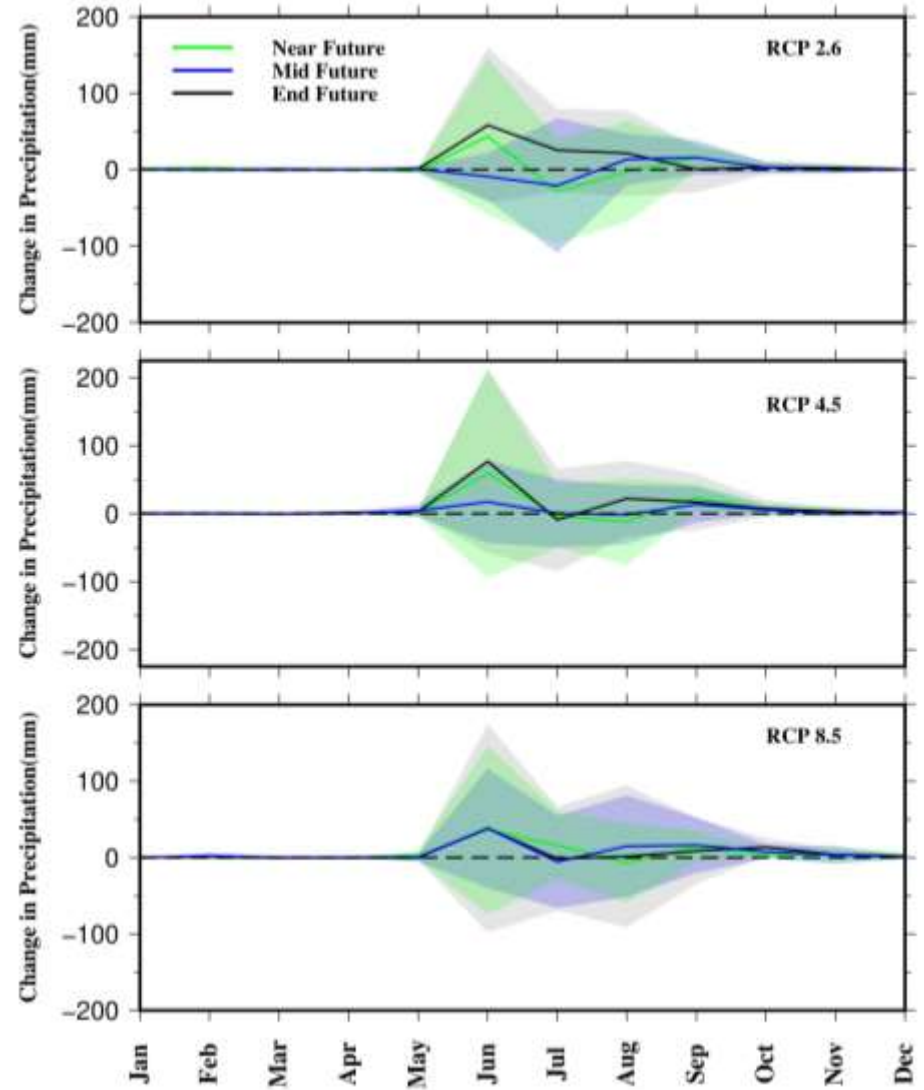 200
100
0
−100
−200
Change in Precipitation(mm)
Near Future
Mid Future
End Future
RCP 2.6
200
100
0
−100
−200
Change in Precipitation(mm)
RCP 4.5
200
100
0
−100
−200
Change in Precipitation(mm)
RCP 8.5
Jan
Feb
Mar
Apr
May
Jun
Jul
Aug
Sep
Oct
Nov
Dec